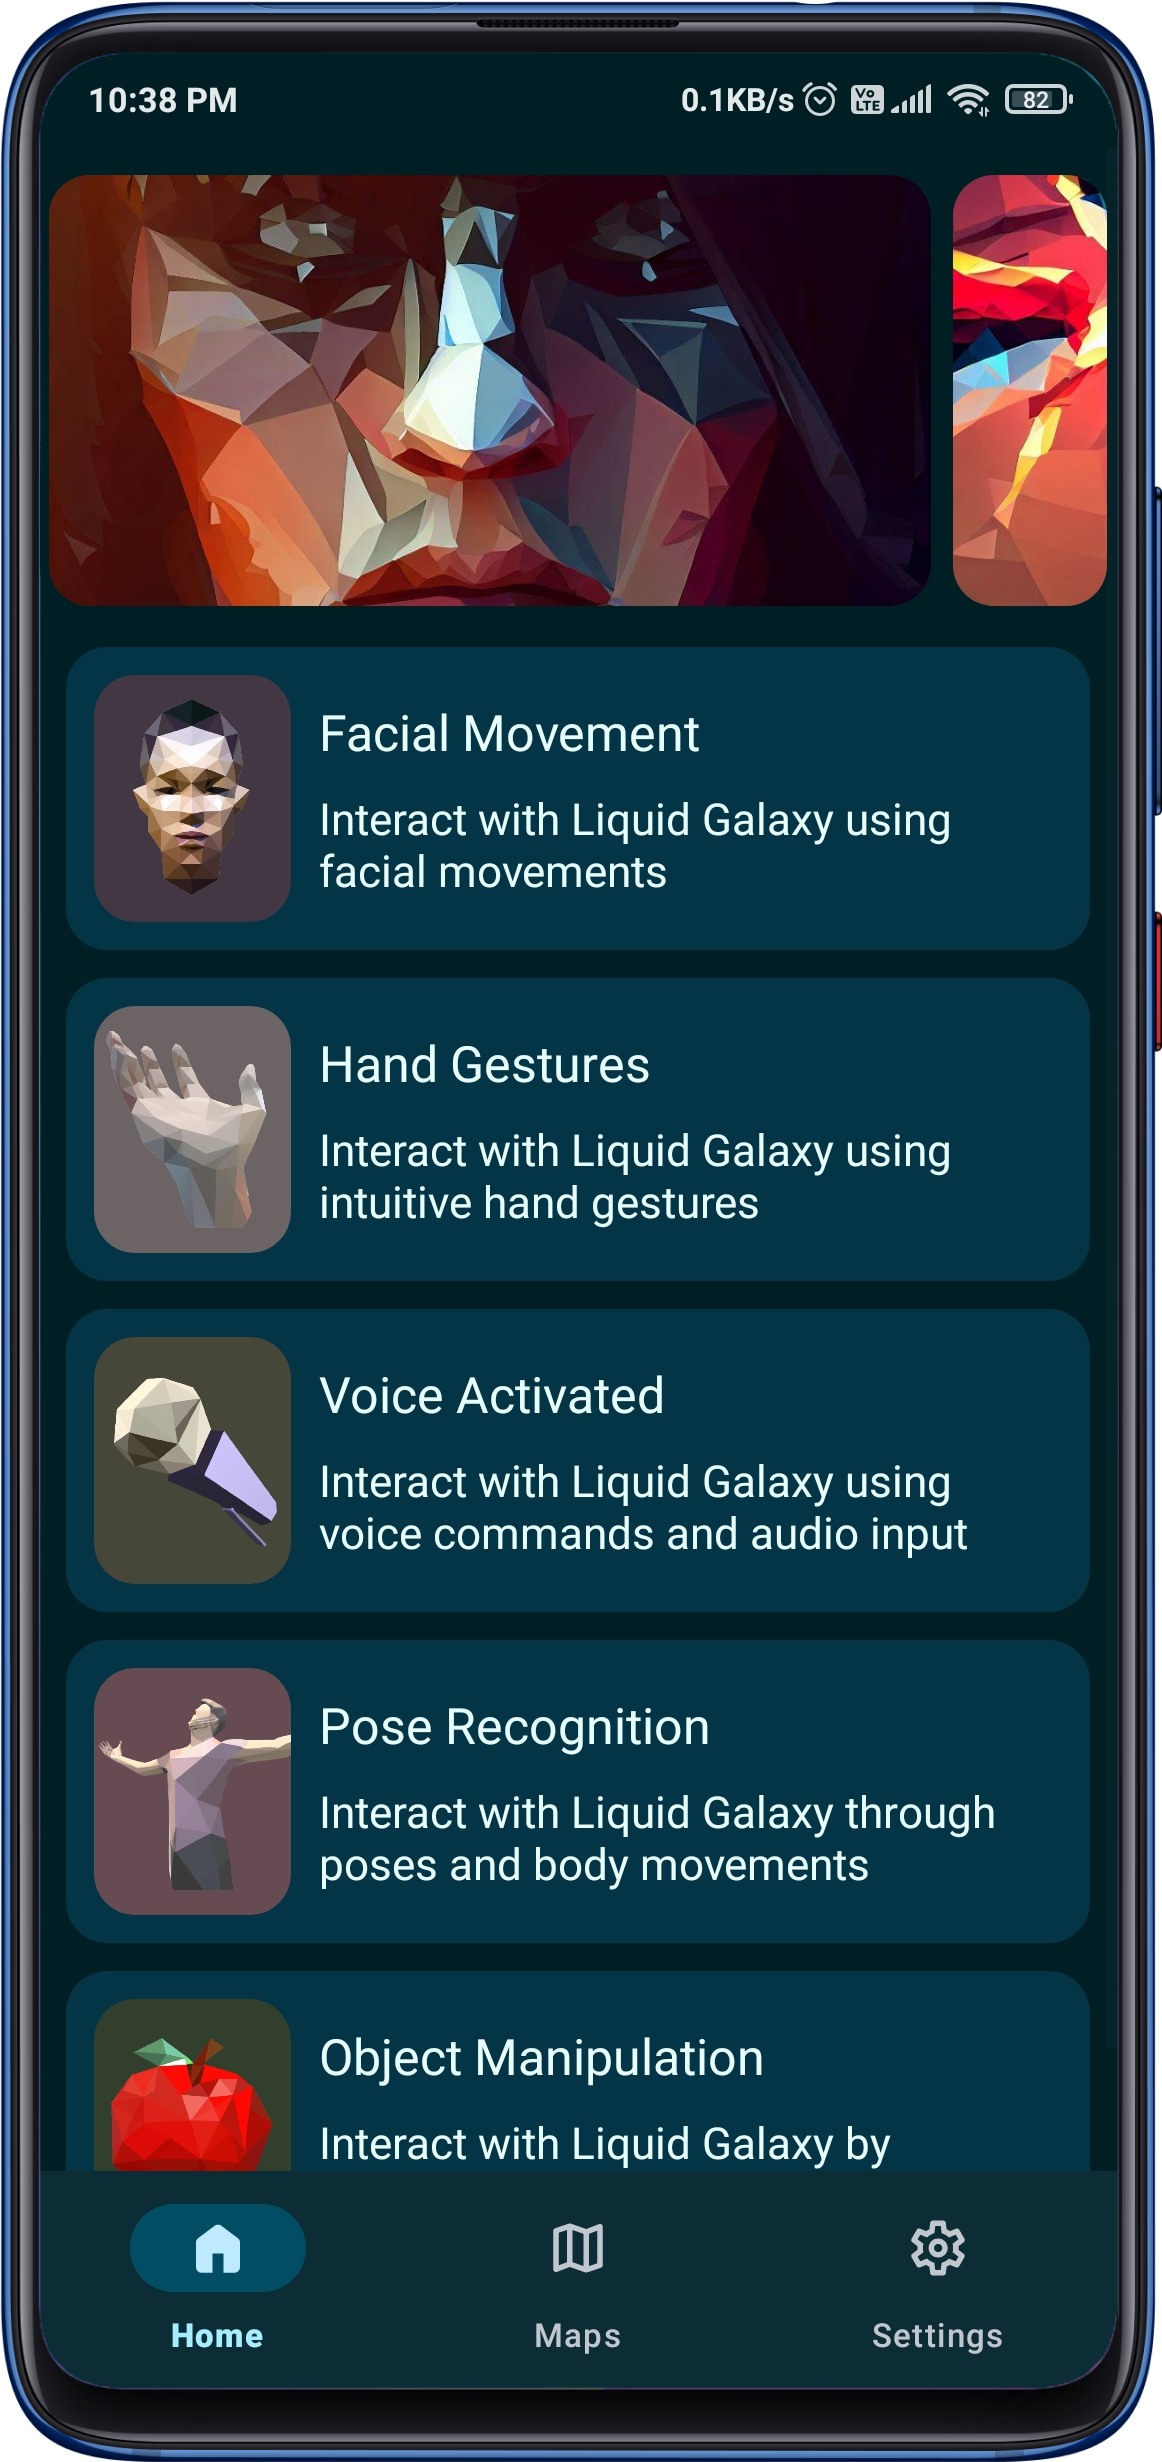 10:38 PM 0.1KB/s Vo LTE 82
Facial Movement
Interact with Liquid Galaxy using
facial movements
Hand Gestures
Interact with Liquid Galaxy using
intuitive hand gestures
Voice Activated
Interact with Liquid Galaxy using
voice commands and audio input
Pose Recognition
Interact with Liquid Galaxy through
poses and body movements
Object Manipulation
Interact with Liquid Galaxy by
Home Maps Settings